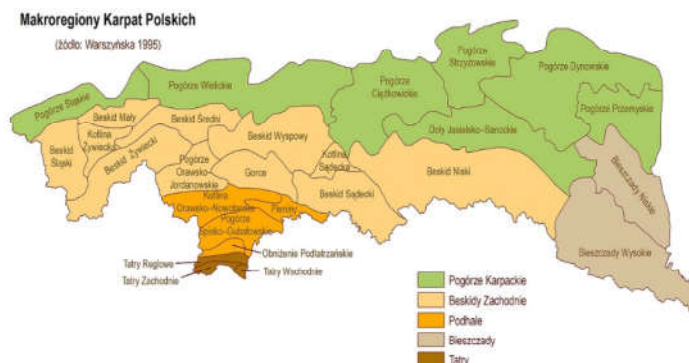 Makroregiony Karpat Polskich
(źródło: Warszyńska 1995)
Pogórze Śląskie
Pogórze Wielickie
Pogórze
Ciężkowickie
Pogórze
Strzyżowskie
Pogórze Dynowskie
Pogórze Przemyskie
Doły Jasielsko-Sanockie
Beskid Mały
Beskid Średni
Kotlina
Żywiecka
Beskid
Śląski
Beskid Żywiecki
Beskid Wyspowy
Pogórze
Orawsko-
Jordanowskie
Gorce
Kotlina
Sądecka
Beskid Sądecki
Beskid Niski
Kotlina
Orawsko-Nowotarska
Pieniny
Pogórze
Spisko-Gubałowskie
Obniżenie Podtatrzańskie
Tatry Reglowe
Tatry Zachodnie
Tatry Wschodnie
Bieszczady Niskie
Bieszczady Wysokie
Pogórze Karpackie
Beskidy Zachodnie
Podhale
Bieszczady
Tatry